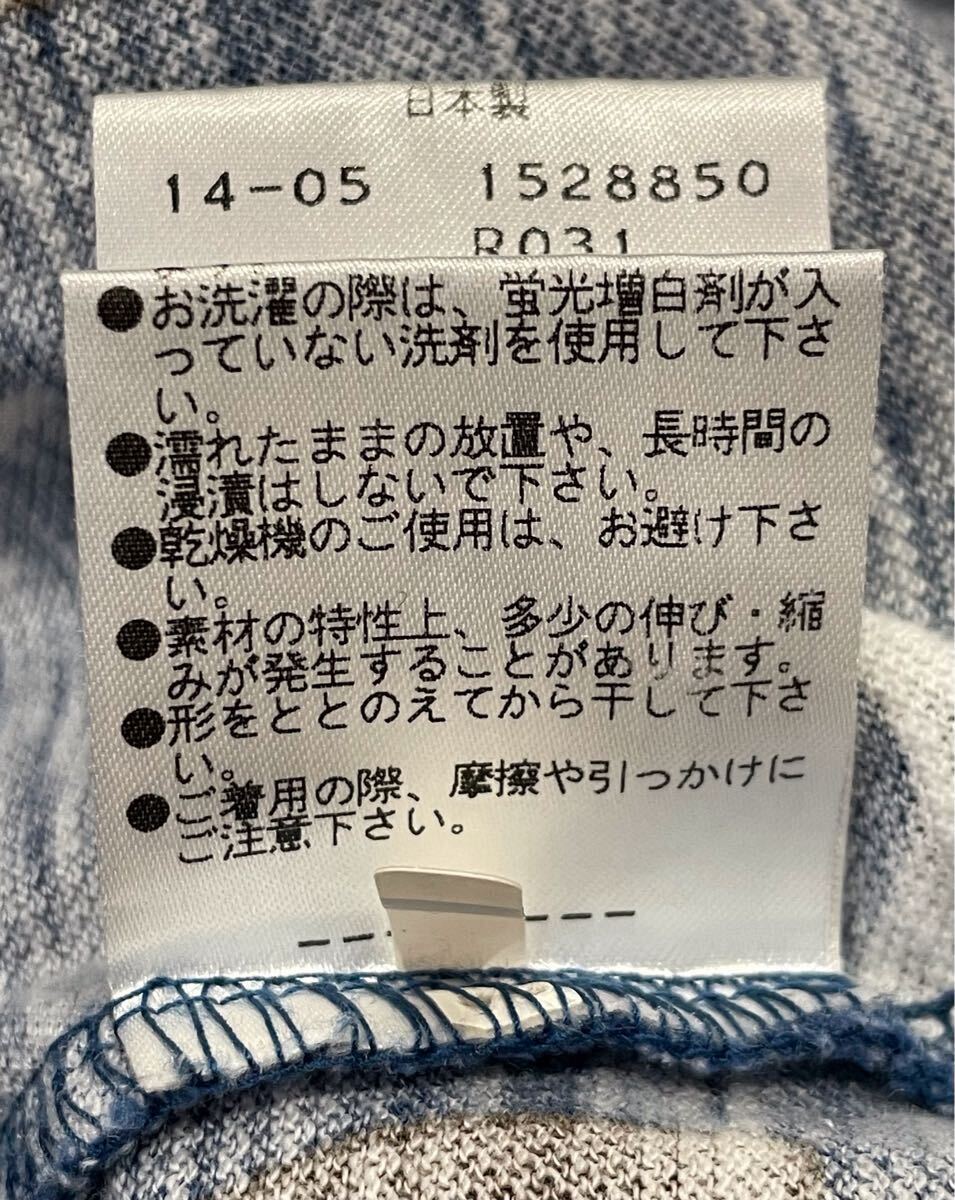 日本製
14-05 1528850
R031
●お洗濯の際は、蛍光増白剤が入
っていない洗剤を使用して下さ
い。
●濡れたままの放置や、長時間の
浸漬はしないで下さい。
●乾燥機のご使用は、お避け下さ
い。
●素材の特性上、多少の伸び・縮
みが発生することがあります。
●形をととのえてから干して下さ
い。
●ご着用の際、摩擦や引っかけに
ご注意下さい。